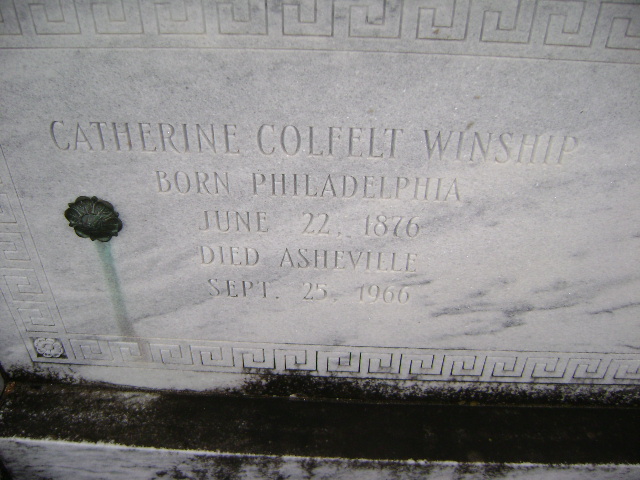 CATHERINE COLFELT WINSHIP
BORN PHILADELPHIA
JUNE 22, 1876
DIED ASHEVILLE
SEPT. 25, 1966